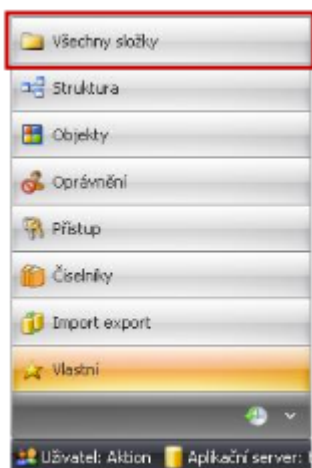 Všechny složky
Struktura
Objekty
Oprávnění
Přístup
Číselníky
Import export
Vlastní
Uživatel: Aktion Aplikační server: